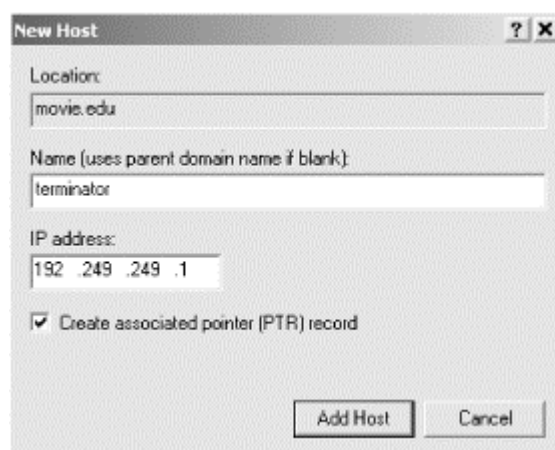 New Host
Location:
movie.edu
Name (uses parent domain name if blank):
terminator
IP address:
192 .249 .249 .1
Create associated pointer (PTR) record
Add Host Cancel